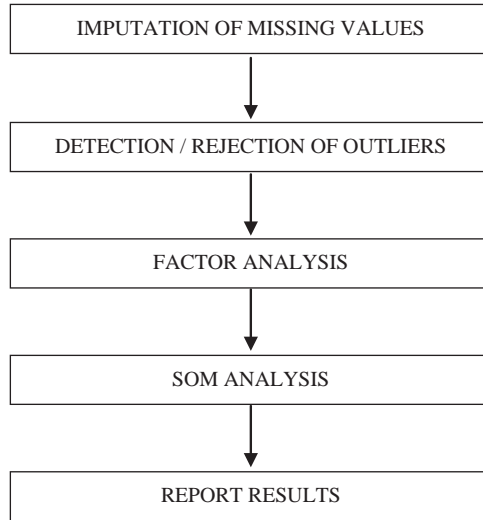 IMPUTATION OF MISSING VALUES
DETECTION / REJECTION OF OUTLIERS
FACTOR ANALYSIS
SOM ANALYSIS
REPORT RESULTS